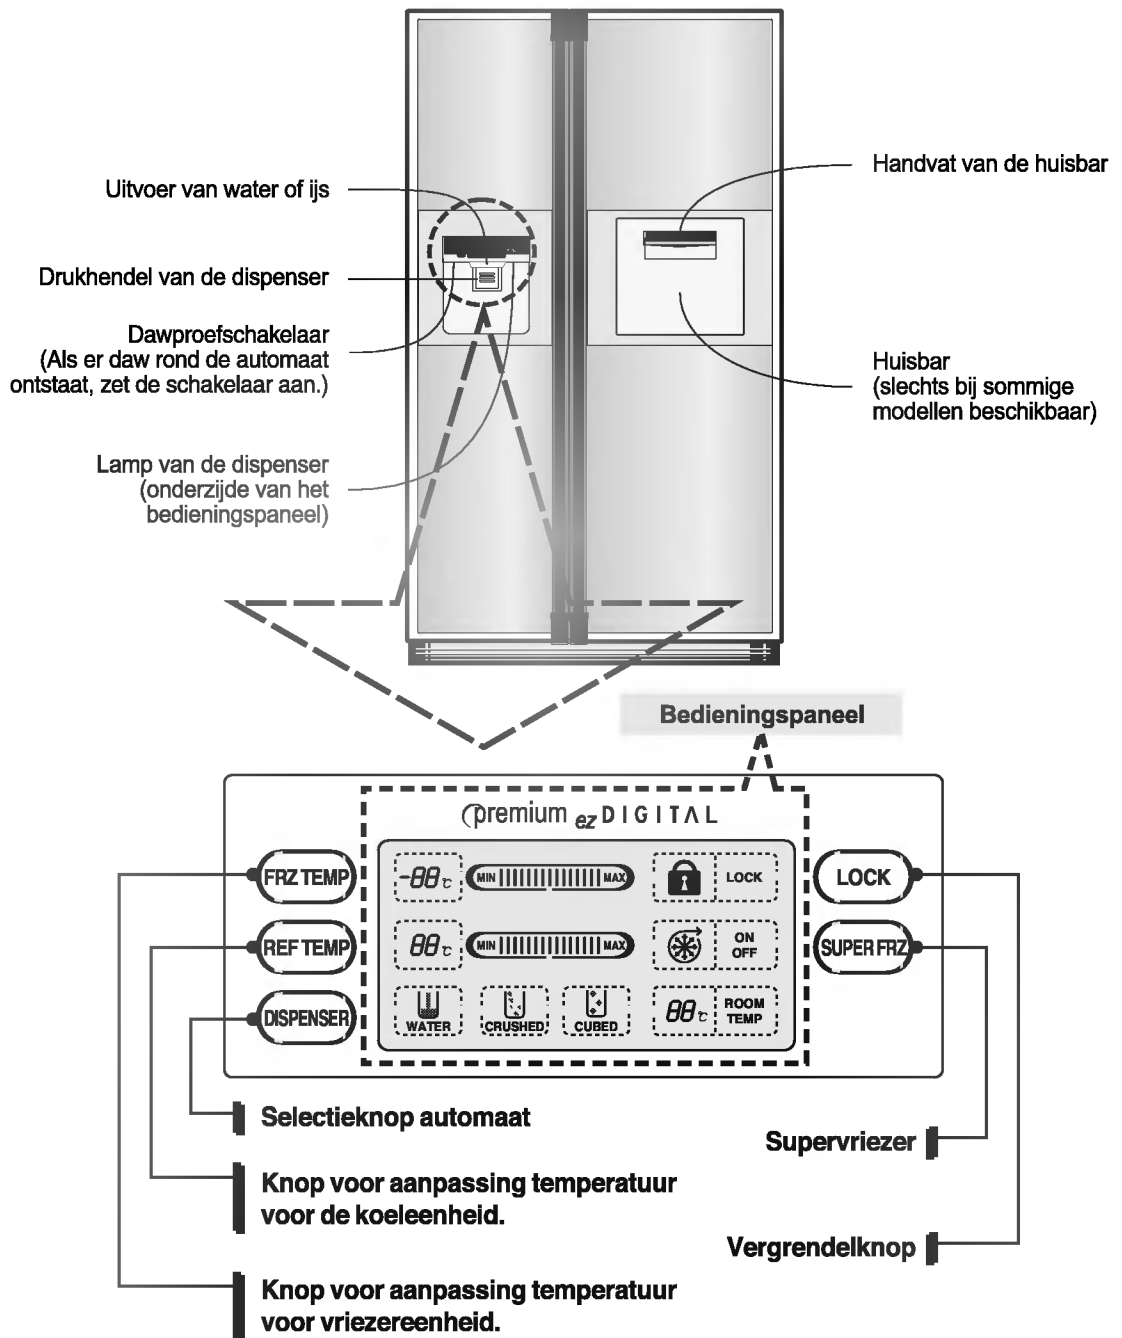 Handvat van de huisbar
Uitvoer van water of ijs
Drukhendel van de dispenser
Dawproefschakelaar
(Als er daw rond de automaat
ontstaat, zet de schakelaar aan.)
Huisbar
(slechts bij sommige
modellen beschikbaar)
Lamp van de dispenser
(onderzijde van het
bedieningspaneel)
Bedieningspaneel
premium ez DIGITAL
FRZ TEMP
-88 °C
MIN MAX
LOCK
LOCK
REF TEMP
88 °C
MIN MAX
ON
OFF
SUPER FRZ
DISPENSER
WATER
CRUSHED
CUBED
88 °C
ROOM
TEMP
Selectieknop automaat
Supervriezer
Knop voor aanpassing temperatuur
voor de koeleenheid.
Vergrendelknop
Knop voor aanpassing temperatuur
voor vriezereenheid.